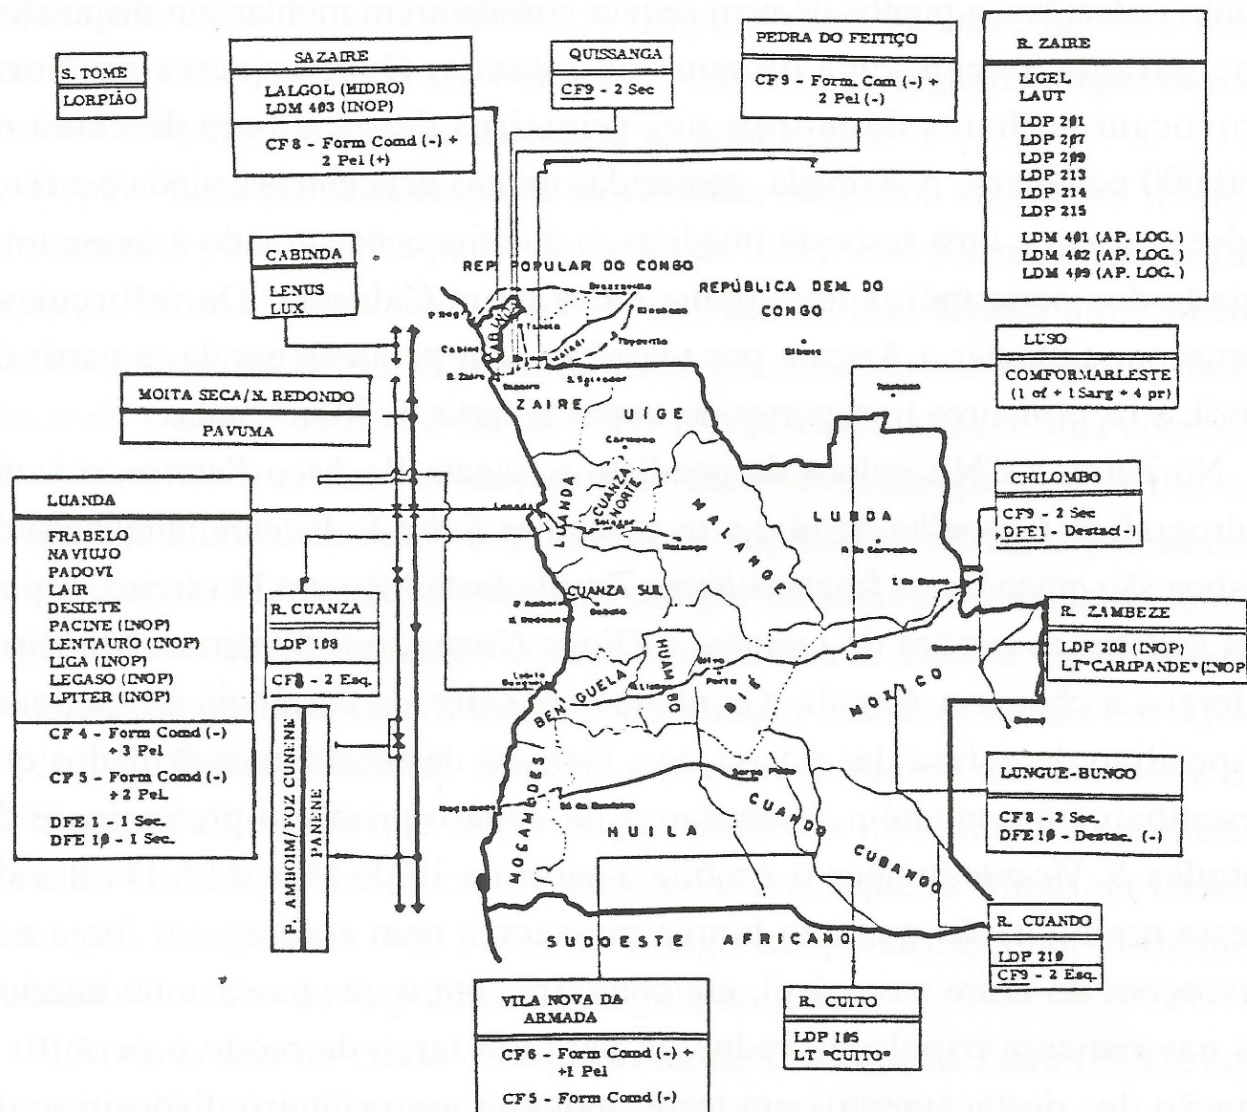 S. TOME
LORPIÃO
SAZAIRE
LALGOL (MIDRO)
LDM 403 (INOP)
CF8 - Form Comd (-) +
2 Pel (+)
QUISSANGA
CF9 - 2 Sec
PEDRA DO FEITIÇO
CF9 - Form Com (-) +
2 Pel (-)
R. ZAIRE
LIGEL
LAUT
LDP 201
LDP 207
LDP 209
LDP 213
LDP 214
LDP 215
LDM 401 (AP. LOG.)
LDM 402 (AP. LOG.)
LDM 409 (AP. LOG.)
CABINDA
LENUS
LUX
REP. POPULAR DO CONGO
REPÚBLICA DEM. DO
CONGO
LUSO
COMFORMARLESTE
(1 of + 1Sarg + 4 pr)
MOITA SECA/M. REDONDO
PAVUMA
ZAIRE
UIGE
Carmona
CHILOMBO
CF9 - 2 Sec
DFE1 - Destac(-)
LUANDA
FRABELO
NAVIUJO
PADOVI
LAIR
DESIETE
PACINE (INOP)
LENTAURO (INOP)
LIGA (INOP)
LEGASO (INOP)
LPITER (INOP)
CF 4 - Form Comd (-)
+ 3 Pel
CF 5 - Form Comd (-)
+ 2 Pel.
DFE 1 - 1 Sec.
DFE 10 - 1 Sec.
LUANDA
CUANZA
NORTE
MALANGE
LUNDA
R. CUANZA
LDP 108
CF8 - 2 Esq.
CUANZA SUL
R. ZAMBEZE
LDP 208 (INOP)
LT"CARIPANDE"(INOP)
BENGUELA
HUAMBO
BIÉ
MOXICO
P. AMBOIM/FOZ CUNENE
PANENE
LUNGUE-BUNGO
CF8 - 2 Sec.
DFE 10 - Destac. (-)
MOÇAMEDES
HUILA
CUANDO
CUBANGO
R. CUANDO
LDP 210
CF9 - 2 Esq.
SUDOESTE AFRICANO
VILA NOVA DA
ARMADA
CF6 - Form Comd (-) +
+1 Pel
CF5 - Form Comd (-)
R. CUITO
LDP 105
LT "CUITO"